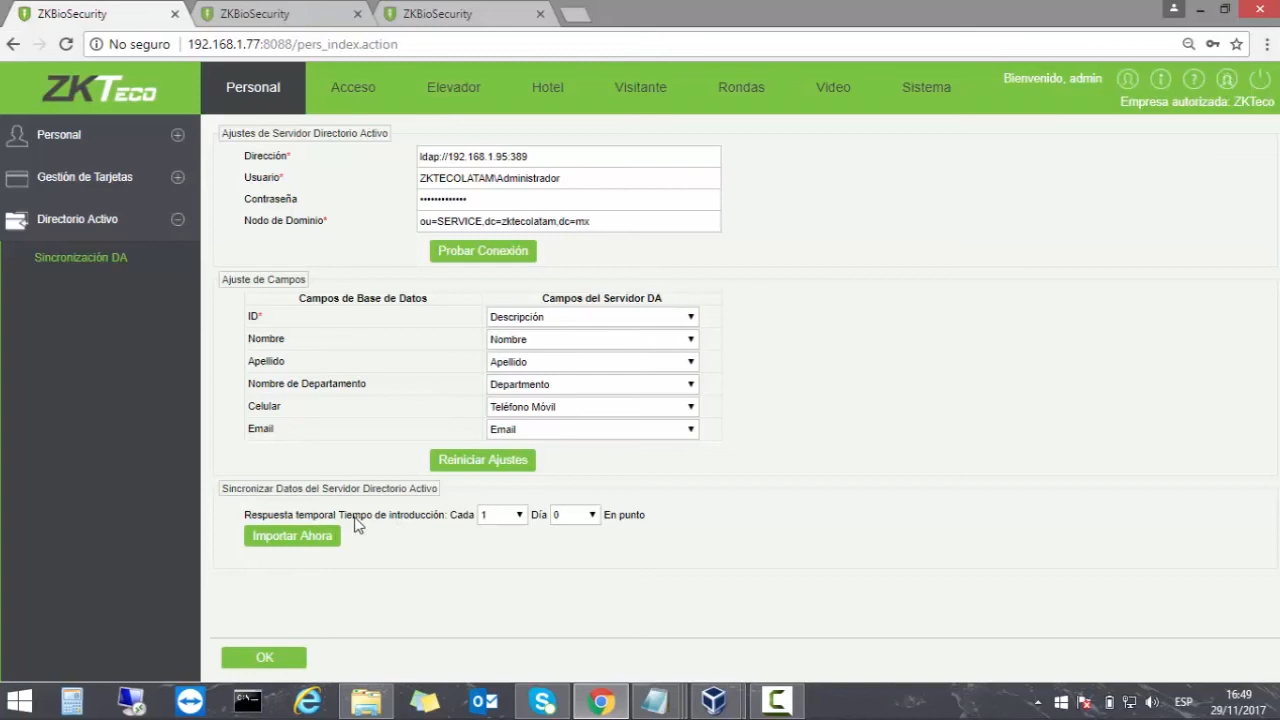 ZKBioSecurity
ZKBioSecurity
ZKBioSecurity
No seguro
192.168.1.77:8088/pers_index.action
ZKTECO
Personal
Acceso
Elevador
Hotel
Visitante
Rondas
Video
Sistema
Bienvenido, admin
Empresa autorizada: ZKTeco
Personal
Gestión de Tarjetas
Directorio Activo
Sincronización DA
Ajustes de Servidor Directorio Activo
Dirección*
ldap://192.168.1.95:389
Usuario*
ZKTECOLATAM\Administrador
Contraseña
•••••••••••••
Nodo de Dominio*
ou=SERVICE,dc=zktecolatam,dc=mx
Probar Conexión
Ajuste de Campos
Campos de Base de Datos
Campos del Servidor DA
ID*
Descripción
Nombre
Nombre
Apellido
Apellido
Nombre de Departamento
Departmento
Celular
Teléfono Móvil
Email
Email
Reiniciar Ajustes
Sincronizar Datos del Servidor Directorio Activo
Respuesta temporal Tiempo de introducción: Cada 1 Día 0 En punto
Importar Ahora
OK
ESP
16:49
29/11/2017